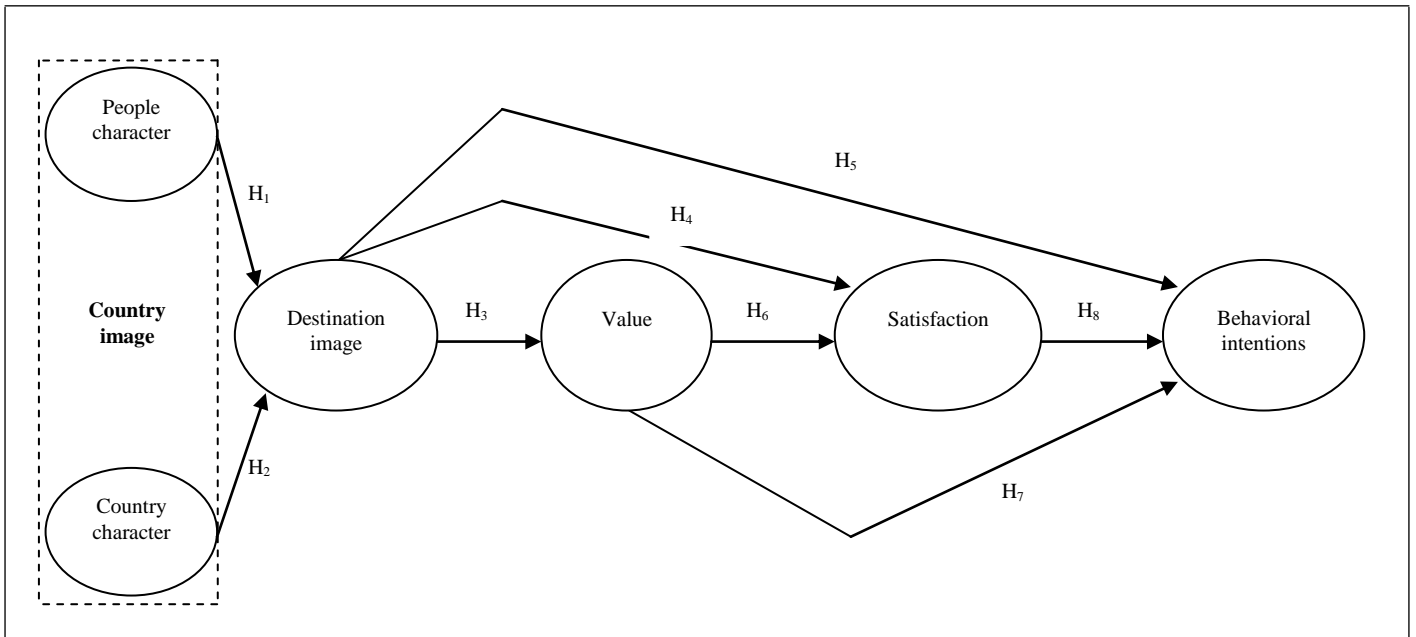 People
character
H₁
H₅
H₄
Country
image
Destination
image
H₃
Value
H₆
Satisfaction
H₈
Behavioral
intentions
H₂
Country
character
H₇